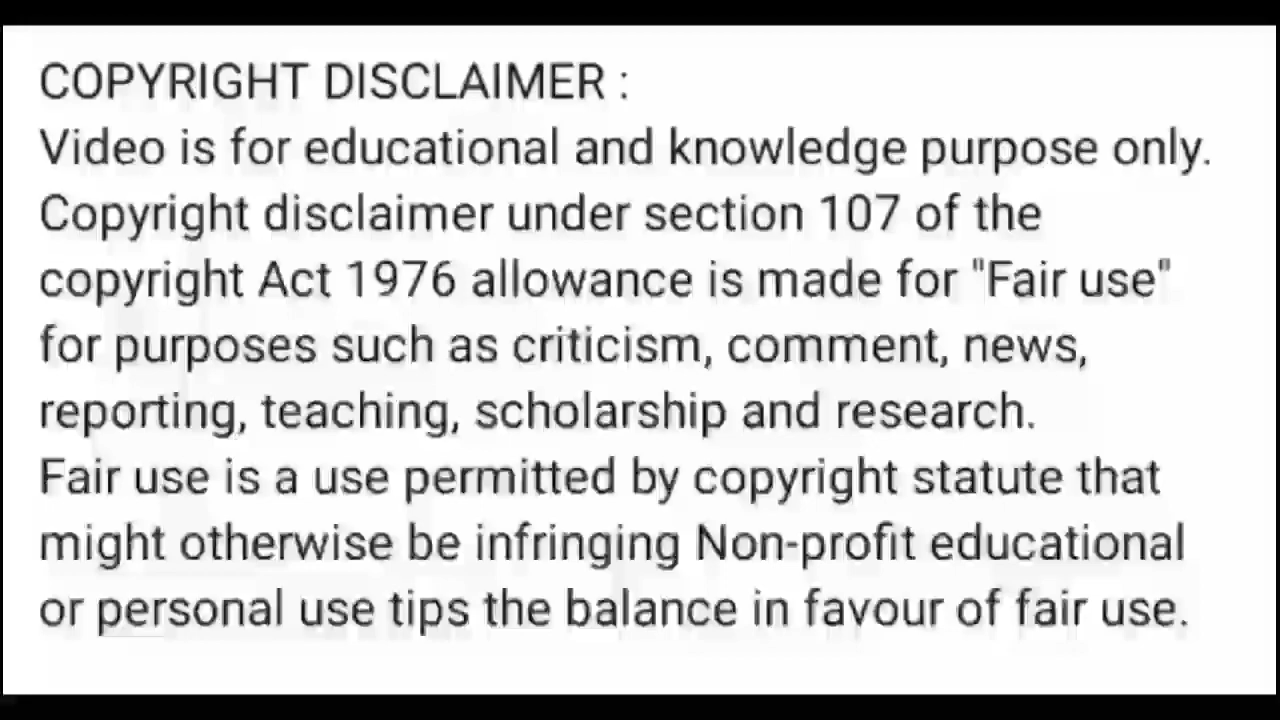 COPYRIGHT DISCLAIMER :
Video is for educational and knowledge purpose only.
Copyright disclaimer under section 107 of the
copyright Act 1976 allowance is made for "Fair use"
for purposes such as criticism, comment, news,
reporting, teaching, scholarship and research.
Fair use is a use permitted by copyright statute that
might otherwise be infringing Non-profit educational
or personal use tips the balance in favour of fair use.